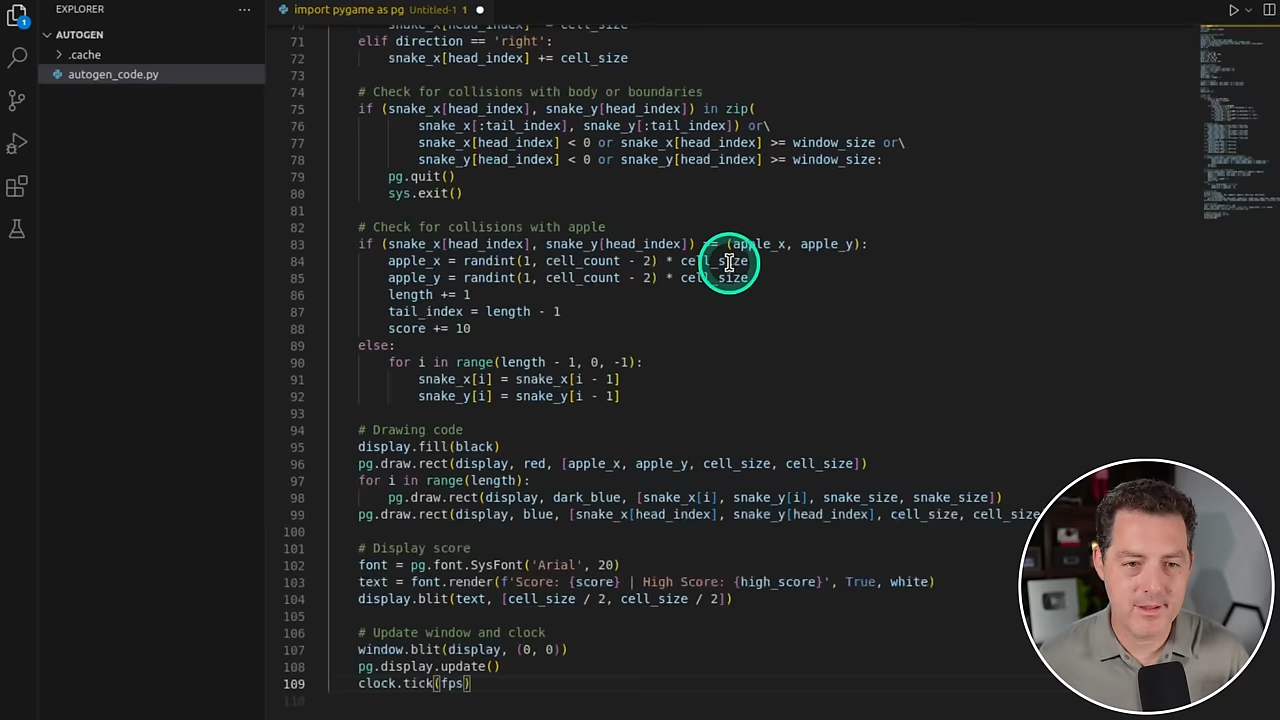 EXPLORER
···
import pygame as pg Untitled-1 1
AUTOGEN
.cache
autogen_code.py
1
71 elif direction == 'right':
72 snake_x[head_index] += cell_size
73
74 # Check for collisions with body or boundaries
75 if (snake_x[head_index], snake_y[head_index]) in zip(
76 snake_x[:tail_index], snake_y[:tail_index]) or\
77 snake_x[head_index] < 0 or snake_x[head_index] >= window_size or\
78 snake_y[head_index] < 0 or snake_y[head_index] >= window_size:
79 pg.quit()
80 sys.exit()
81
82 # Check for collisions with apple
83 if (snake_x[head_index], snake_y[head_index]) == (apple_x, apple_y):
84 apple_x = randint(1, cell_count - 2) * cell_size
85 apple_y = randint(1, cell_count - 2) * cell_size
86 length += 1
87 tail_index = length - 1
88 score += 10
89 else:
90 for i in range(length - 1, 0, -1):
91 snake_x[i] = snake_x[i - 1]
92 snake_y[i] = snake_y[i - 1]
93
94 # Drawing code
95 display.fill(black)
96 pg.draw.rect(display, red, [apple_x, apple_y, cell_size, cell_size])
97 for i in range(length):
98 pg.draw.rect(display, dark_blue, [snake_x[i], snake_y[i], snake_size, snake_size])
99 pg.draw.rect(display, blue, [snake_x[head_index], snake_y[head_index], cell_size, cell_size
100
101 # Display score
102 font = pg.font.SysFont('Arial', 20)
103 text = font.render(f'Score: {score} | High Score: {high_score}', True, white)
104 display.blit(text, [cell_size / 2, cell_size / 2])
105
106 # Update window and clock
107 window.blit(display, (0, 0))
108 pg.display.update()
109 clock.tick(fps)
110